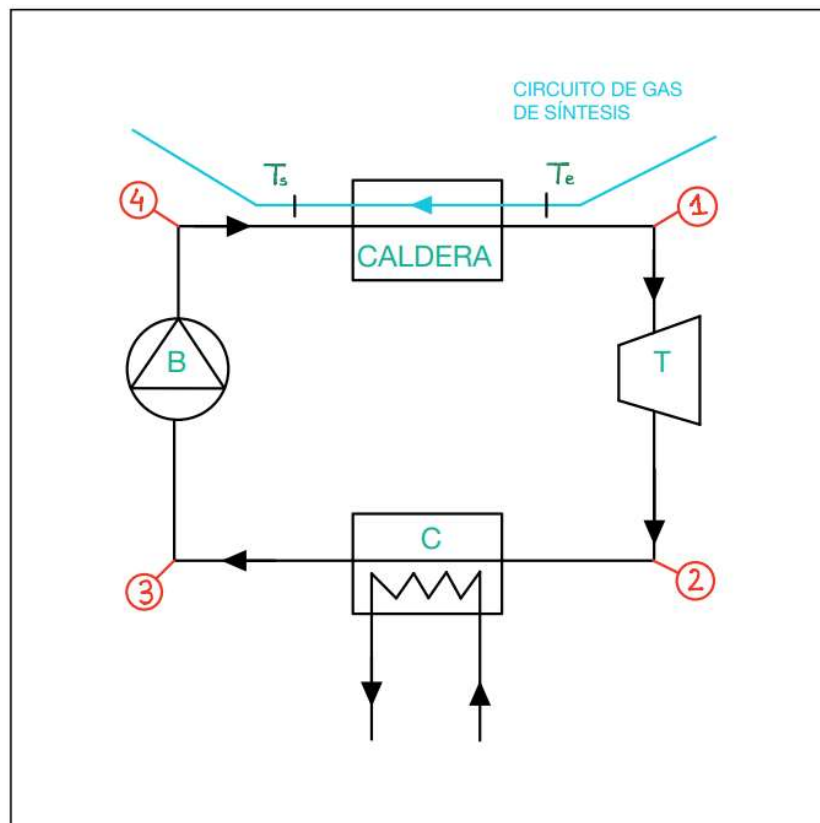 CIRCUITO DE GAS
DE SÍNTESIS
Ts
Te
4
1
CALDERA
B
T
C
3
2